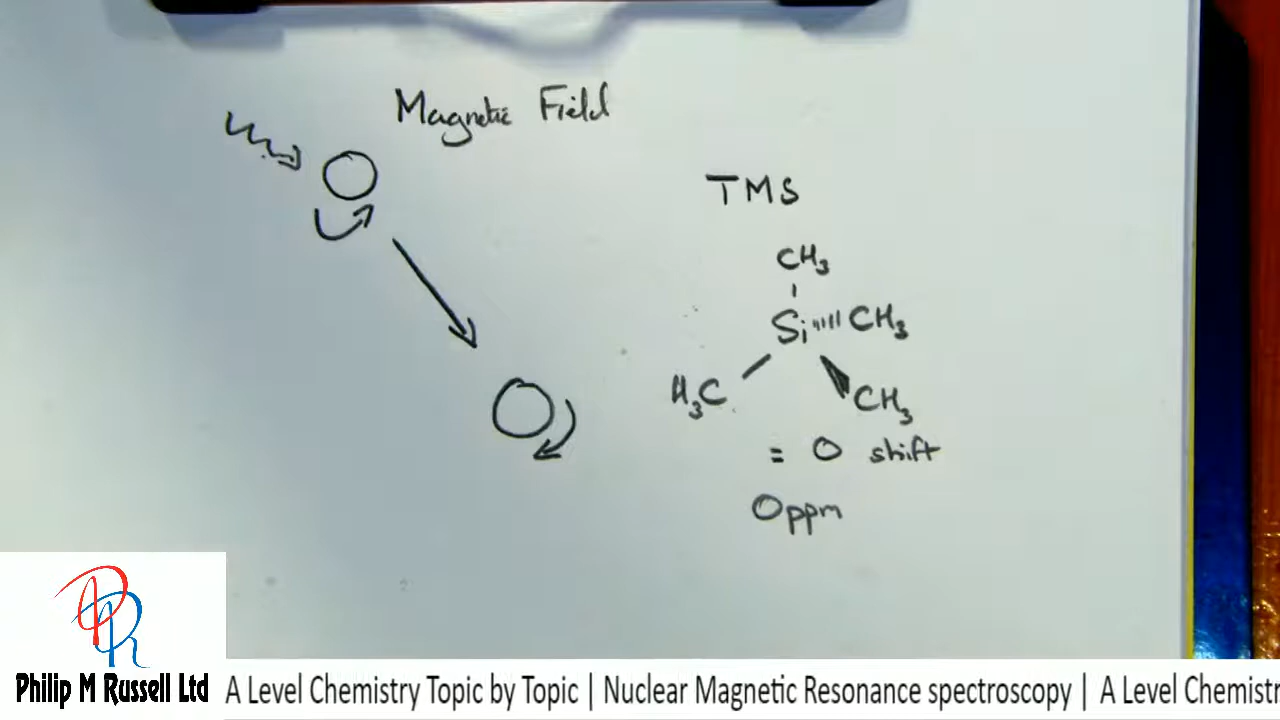 Magnetic Field
TMS
CH3
Si CH3
H3C
CH3
= 0 shift
0ppm
PR
Philip M Russell Ltd
A Level Chemistry Topic by Topic | Nuclear Magnetic Resonance spectroscopy | A Level Chemistr